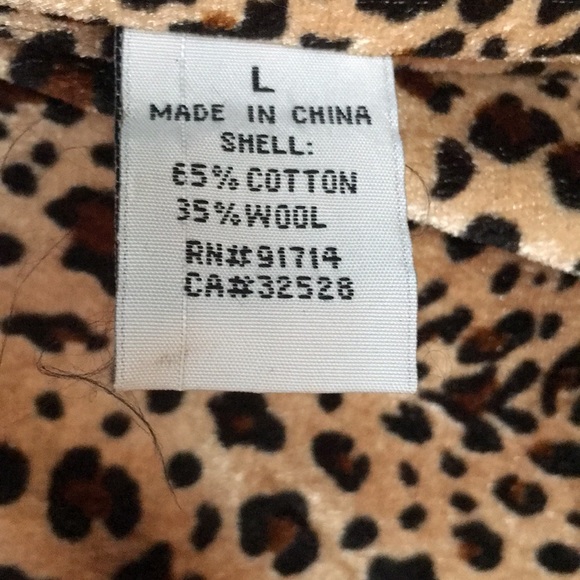 L
MADE IN CHINA
SHELL:
65% COTTON
35% WOOL
RN# 91714
CA#32528